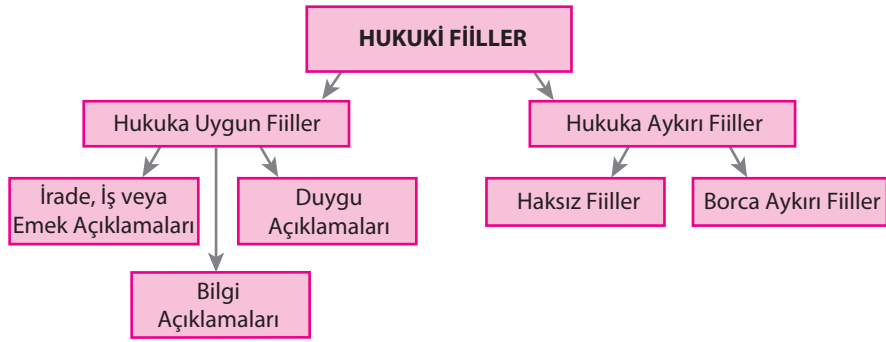 HUKUKİ FİİLLER
Hukuka Uygun Fiiller
Hukuka Aykırı Fiiller
İrade, İş veya
Emek Açıklamaları
Duygu
Açıklamaları
Haksız Fiiller
Borca Aykırı Fiiller
Bilgi
Açıklamaları